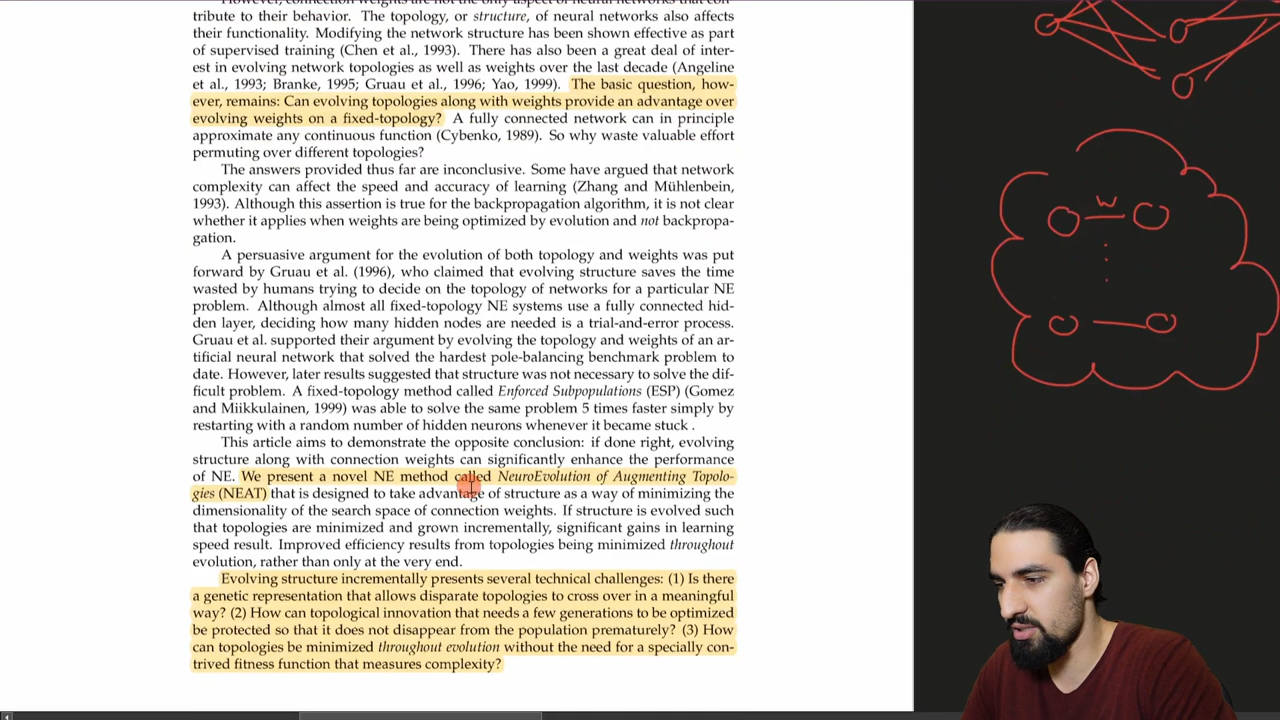 However, connection weights are not the only aspect of neural networks that con-
tribute to their behavior. The topology, or structure, of neural networks also affects
their functionality. Modifying the network structure has been shown effective as part
of supervised training (Chen et al., 1993). There has also been a great deal of inter-
est in evolving network topologies as well as weights over the last decade (Angeline
et al., 1993; Branke, 1995; Gruau et al., 1996; Yao, 1999). The basic question, how-
ever, remains: Can evolving topologies along with weights provide an advantage over
evolving weights on a fixed-topology? A fully connected network can in principle
approximate any continuous function (Cybenko, 1989). So why waste valuable effort
permuting over different topologies?
The answers provided thus far are inconclusive. Some have argued that network
complexity can affect the speed and accuracy of learning (Zhang and Mühlenbein,
1993). Although this assertion is true for the backpropagation algorithm, it is not clear
whether it applies when weights are being optimized by evolution and not backpropa-
gation.
A persuasive argument for the evolution of both topology and weights was put
forward by Gruau et al. (1996), who claimed that evolving structure saves the time
wasted by humans trying to decide on the topology of networks for a particular NE
problem. Although almost all fixed-topology NE systems use a fully connected hid-
den layer, deciding how many hidden nodes are needed is a trial-and-error process.
Gruau et al. supported their argument by evolving the topology and weights of an ar-
tificial neural network that solved the hardest pole-balancing benchmark problem to
date. However, later results suggested that structure was not necessary to solve the dif-
ficult problem. A fixed-topology method called Enforced Subpopulations (ESP) (Gomez
and Miikkulainen, 1999) was able to solve the same problem 5 times faster simply by
restarting with a random number of hidden neurons whenever it became stuck .
This article aims to demonstrate the opposite conclusion: if done right, evolving
structure along with connection weights can significantly enhance the performance
of NE. We present a novel NE method called NeuroEvolution of Augmenting Topolo-
gies (NEAT) that is designed to take advantage of structure as a way of minimizing the
dimensionality of the search space of connection weights. If structure is evolved such
that topologies are minimized and grown incrementally, significant gains in learning
speed result. Improved efficiency results from topologies being minimized throughout
evolution, rather than only at the very end.
Evolving structure incrementally presents several technical challenges: (1) Is there
a genetic representation that allows disparate topologies to cross over in a meaningful
way? (2) How can topological innovation that needs a few generations to be optimized
be protected so that it does not disappear from the population prematurely? (3) How
can topologies be minimized throughout evolution without the need for a specially con-
trived fitness function that measures complexity?
w